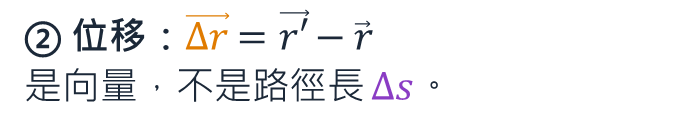 ② 位移：$\overrightarrow{\Delta r} = \overrightarrow{r'} - \vec{r}$
是向量，不是路徑長 $\Delta s$ 。